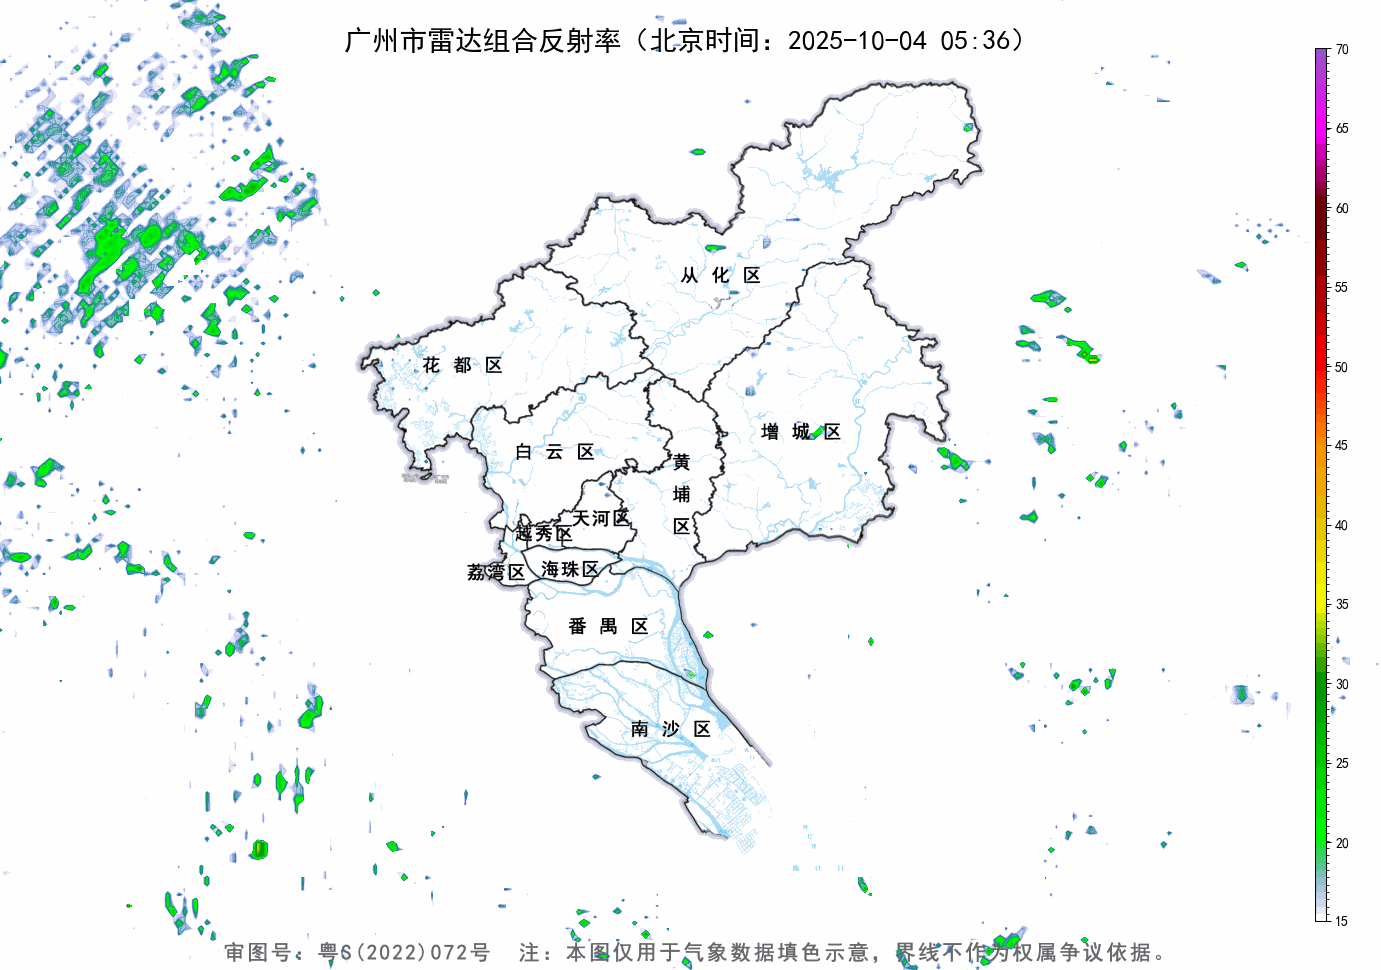 广州市雷达组合反射率（北京时间：2025-10-04 05:36）
70
65
60
55
50
45
40
35
30
25
20
15
从化区
花都区
增城区
白云区
黄埔区
天河区
越秀区
荔湾区
海珠区
番禺区
南沙区
审图号：粤S(2022)072号 注：本图仅用于气象数据填色示意，界线不作为权属争议依据。